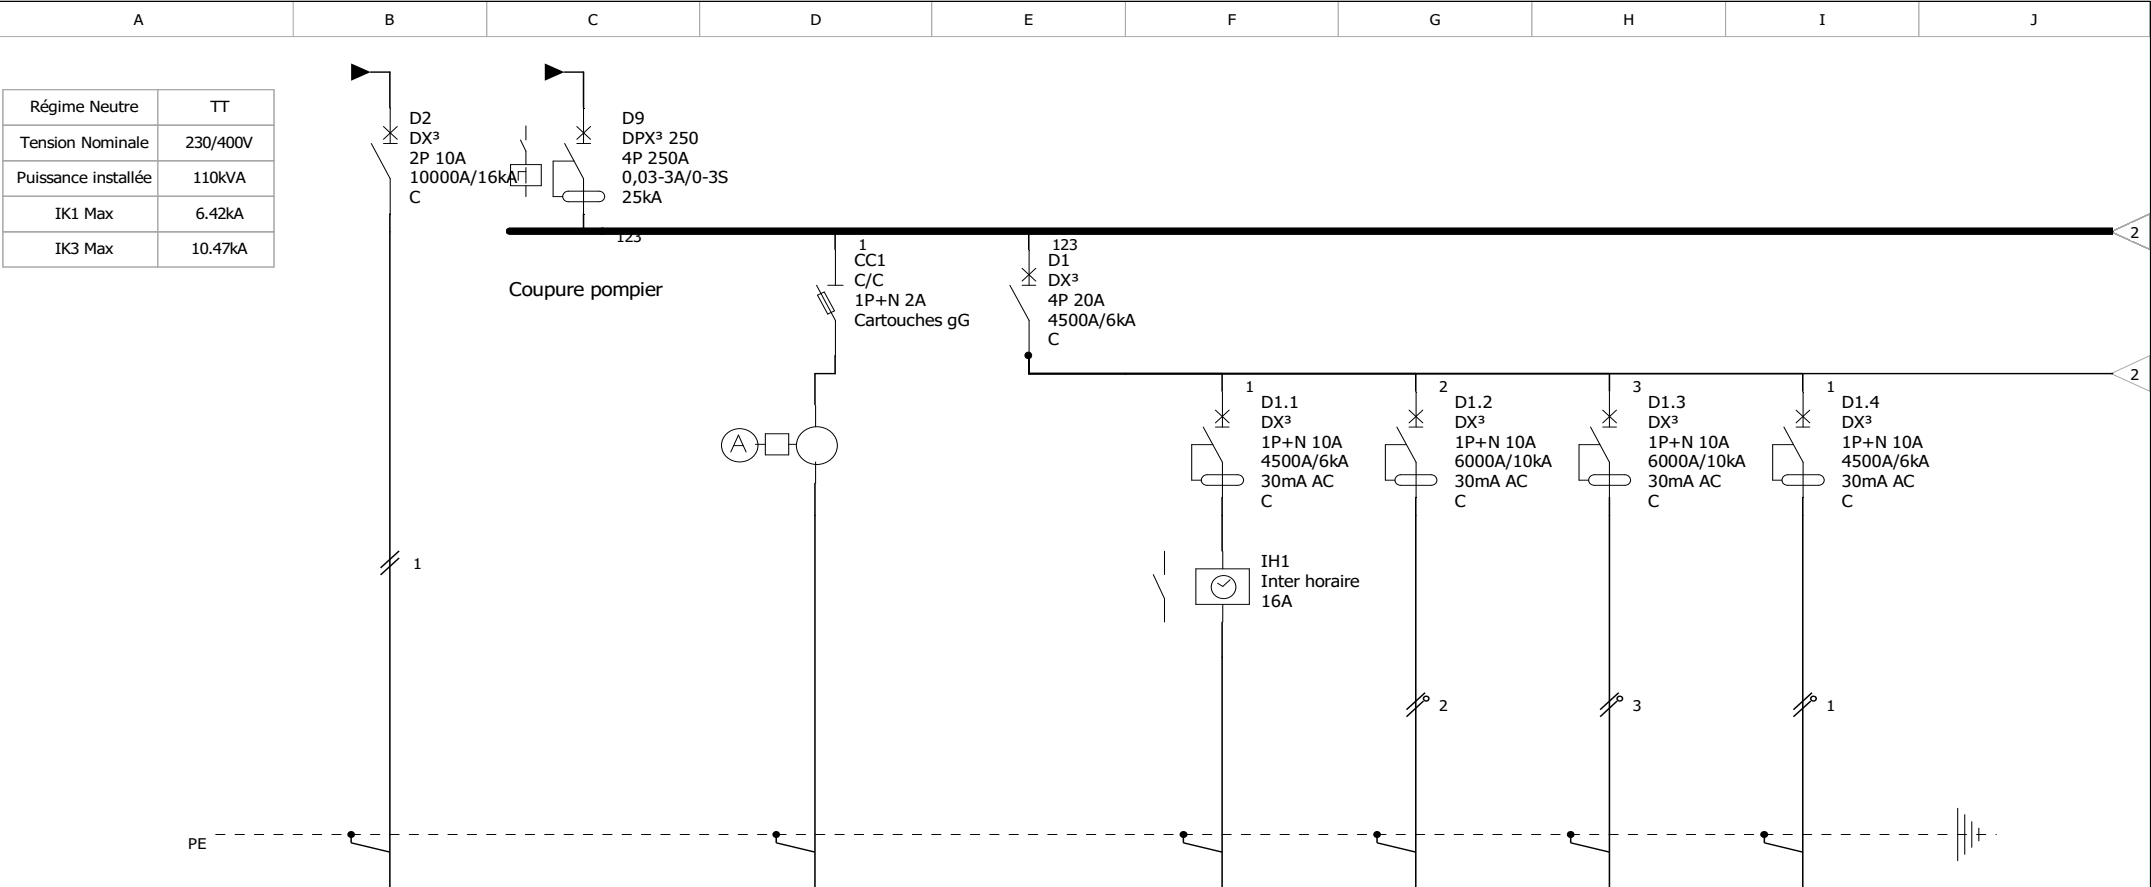 A B C D E F G H I J
Régime Neutre TT
Tension Nominale 230/400V
Puissance installée 110kVA
IK1 Max 6.42kA
IK3 Max 10.47kA
D2
DX³
2P 10A
10000A/16kA
C
D9
DPX³ 250
4P 250A
0,03-3A/0-3S
25kA
123
Coupure pompier
2
1
CC1
C/C
1P+N 2A
Cartouches gG
123
D1
DX³
4P 20A
4500A/6kA
C
2
1
D1.1
DX³
1P+N 10A
4500A/6kA
30mA AC
C
2
D1.2
DX³
1P+N 10A
6000A/10kA
30mA AC
C
3
D1.3
DX³
1P+N 10A
6000A/10kA
30mA AC
C
1
D1.4
DX³
1P+N 10A
4500A/6kA
30mA AC
C
A
1
IH1
Inter horaire
16A
2
3
1
PE